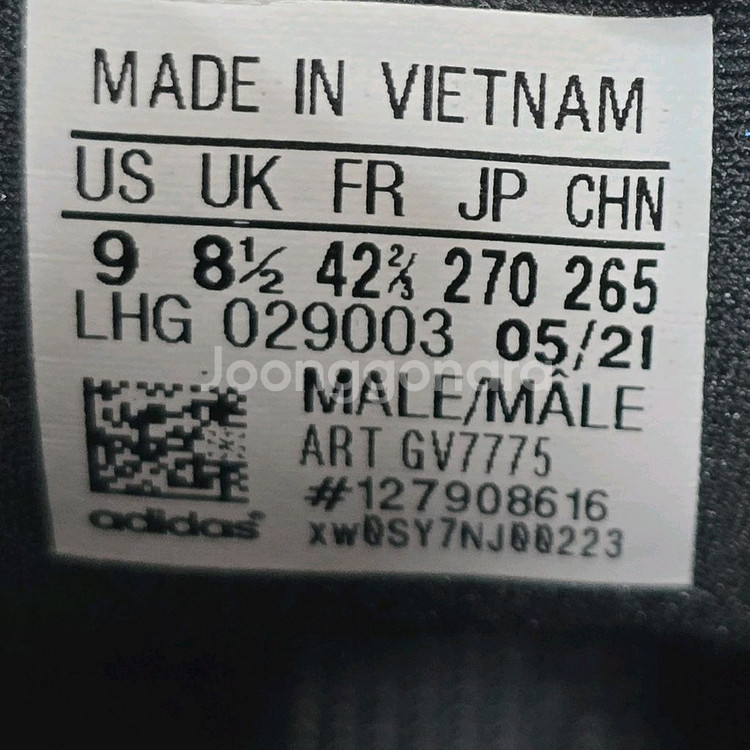 MADE IN VIETNAM
US UK FR JP CHN
9 8½ 42⅔ 270 265
LHG 029003 05/21
Joonggonara
MALE/MÂLE
ART GV7775
#127908616
adidas
xw0SY7NJ00223